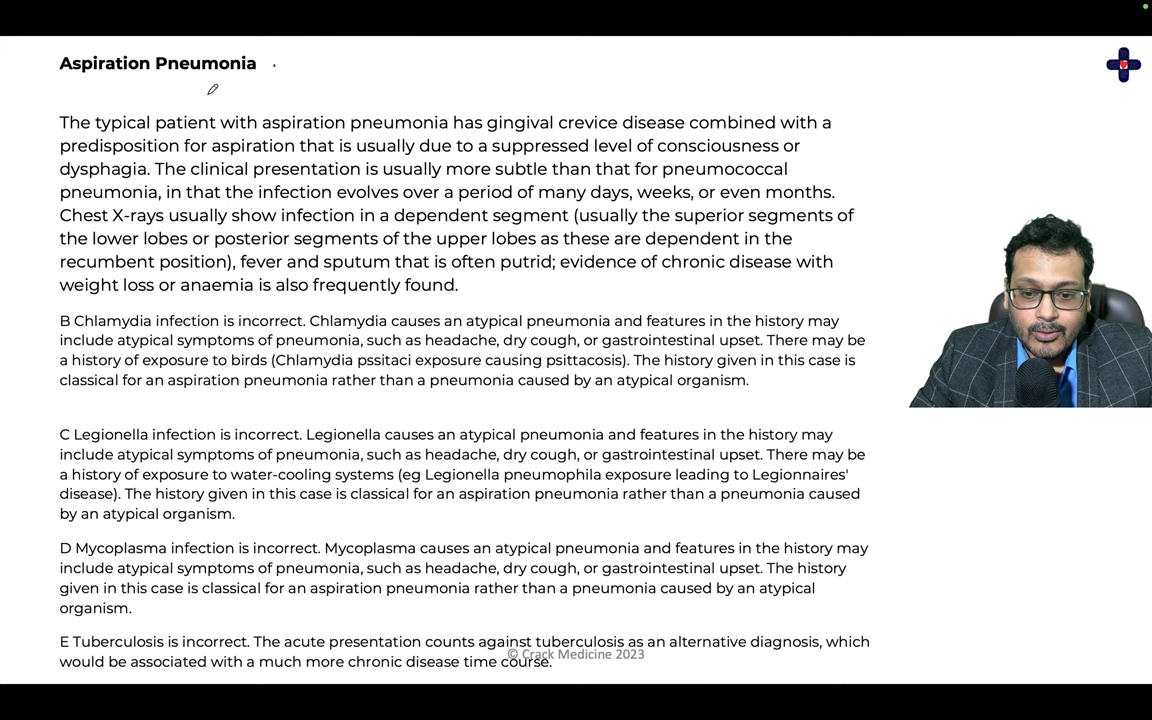 Aspiration Pneumonia
The typical patient with aspiration pneumonia has gingival crevice disease combined with a
predisposition for aspiration that is usually due to a suppressed level of consciousness or
dysphagia. The clinical presentation is usually more subtle than that for pneumococcal
pneumonia, in that the infection evolves over a period of many days, weeks, or even months.
Chest X-rays usually show infection in a dependent segment (usually the superior segments of
the lower lobes or posterior segments of the upper lobes as these are dependent in the
recumbent position), fever and sputum that is often putrid; evidence of chronic disease with
weight loss or anaemia is also frequently found.
B Chlamydia infection is incorrect. Chlamydia causes an atypical pneumonia and features in the history may
include atypical symptoms of pneumonia, such as headache, dry cough, or gastrointestinal upset. There may be
a history of exposure to birds (Chlamydia pssitaci exposure causing psittacosis). The history given in this case is
classical for an aspiration pneumonia rather than a pneumonia caused by an atypical organism.
C Legionella infection is incorrect. Legionella causes an atypical pneumonia and features in the history may
include atypical symptoms of pneumonia, such as headache, dry cough, or gastrointestinal upset. There may be
a history of exposure to water-cooling systems (eg Legionella pneumophila exposure leading to Legionnaires'
disease). The history given in this case is classical for an aspiration pneumonia rather than a pneumonia caused
by an atypical organism.
D Mycoplasma infection is incorrect. Mycoplasma causes an atypical pneumonia and features in the history may
include atypical symptoms of pneumonia, such as headache, dry cough, or gastrointestinal upset. The history
given in this case is classical for an aspiration pneumonia rather than a pneumonia caused by an atypical
organism.
E Tuberculosis is incorrect. The acute presentation counts against tuberculosis as an alternative diagnosis, which
would be associated with a much more chronic disease time course.
© Crack Medicine 2023